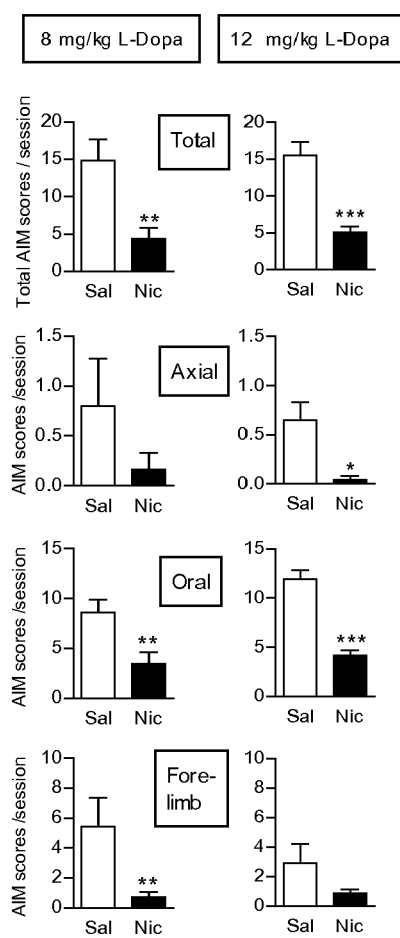 8 mg/kg L-Dopa
12 mg/kg L-Dopa
Total
Total AIM scores / session
20
15
10
5
0
**
Sal Nic
20
15
10
5
0
***
Sal Nic
Axial
AIM scores /session
1.5
1.0
0.5
0.0
Sal Nic
1.5
1.0
0.5
0.0
*
Sal Nic
Oral
AIM scores /session
15
10
5
0
**
Sal Nic
15
10
5
0
***
Sal Nic
Fore-
limb
AIM scores /session
10
8
6
4
2
0
**
Sal Nic
10
8
6
4
2
0
Sal Nic